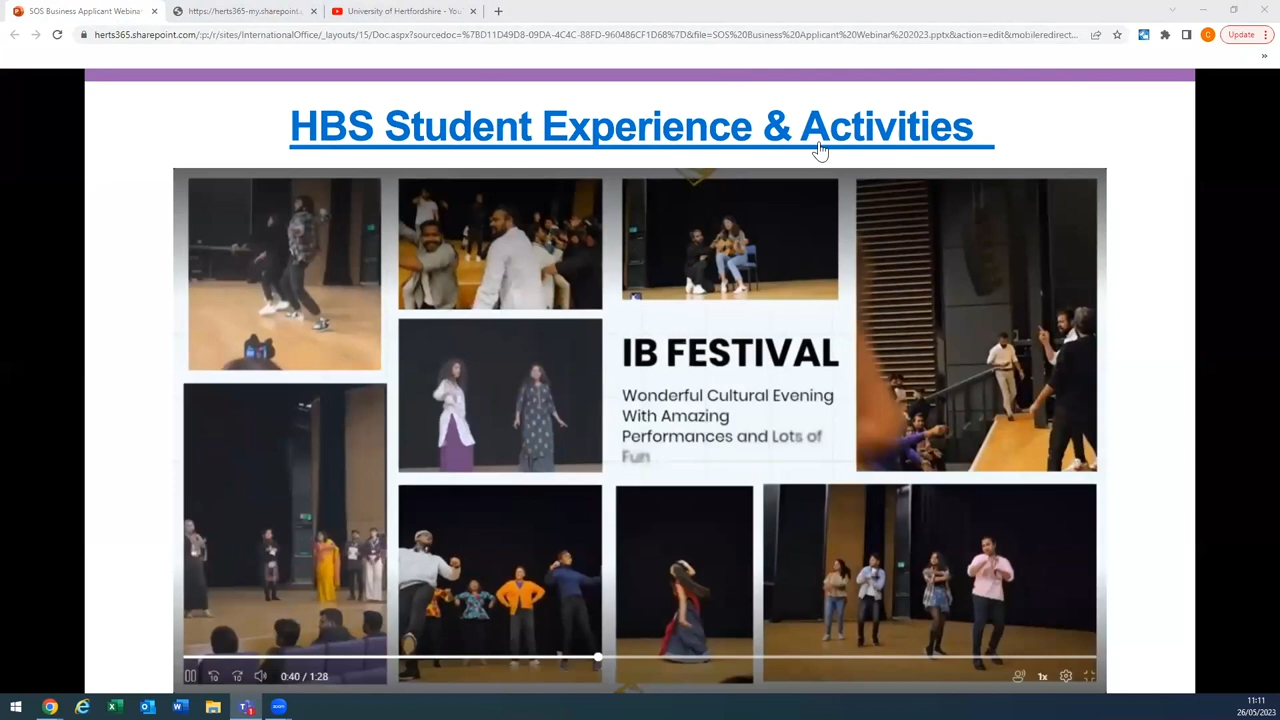 SOS Business Applicant Webina
https://herts365-my.sharepoint.
University of Hertfordshire - You
herts365.sharepoint.com/:p:/r/sites/InternationalOffice/_layouts/15/Doc.aspx?sourcedoc=%7BD11D49D8-09DA-4C4C-88FD-960486CF1D68%7D&file=SOS%20Business%20Applicant%20Webinar%202023.pptx&action=edit&mobileredirect...
C
Update
HBS Student Experience & Activities
IB FESTIVAL
Wonderful Cultural Evening
With Amazing
Performances and Lots of
Fun
10
10
0:40 / 1:28
1x
11:11
26/05/2023